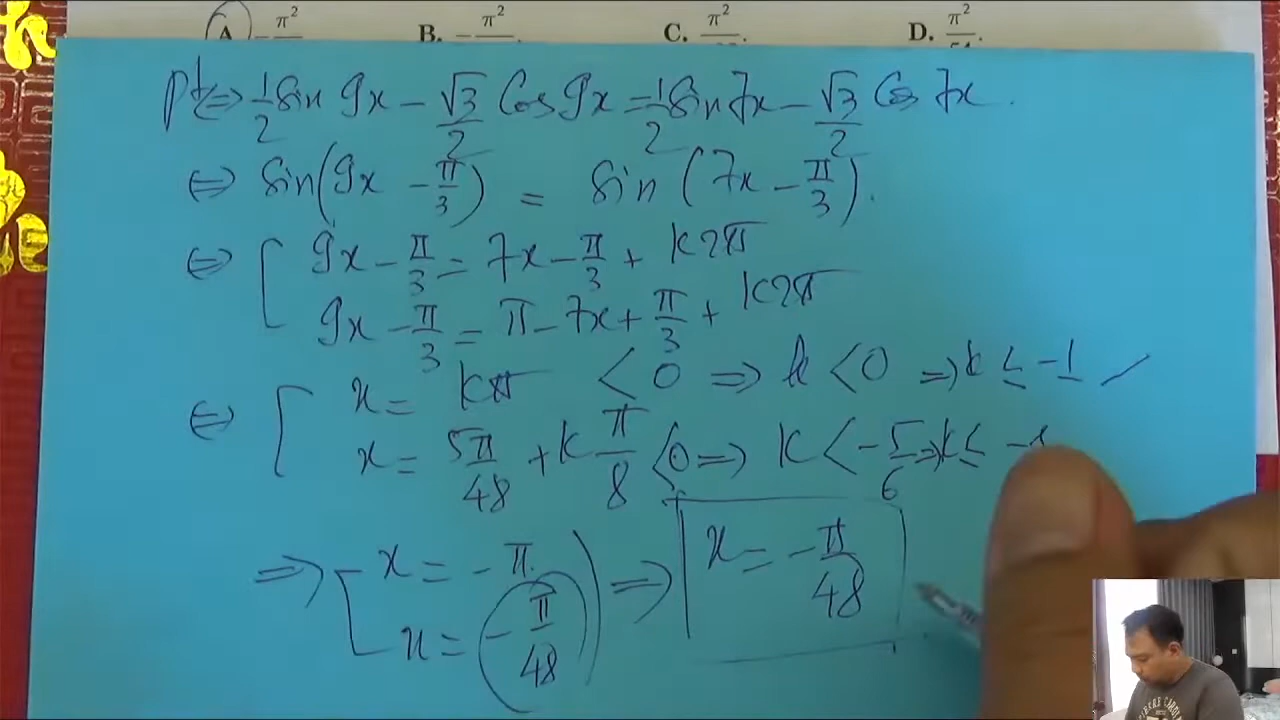 A -π²  B. -π²  C. π²  D. π²
pt ⇔ 1/2 Sin 9x - √3/2 Cos 9x = 1/2 Sin 7x - √3/2 Cos 7x.
⇔ Sin(9x - π/3) = Sin(7x - π/3).
⇔ [ 9x - π/3 = 7x - π/3 + k2π
9x - π/3 = π - 7x + π/3 + k2π
⇔ [ x = kπ < 0 ⇒ k < 0 ⇒ k ≤ -1 ✓
x = 5π/48 + k π/8 < 0 ⇒ k < -5/6 ⇒ k ≤ -1
⇒ [ x = -π
x = -π/48 ) ⇒ x = -π/48